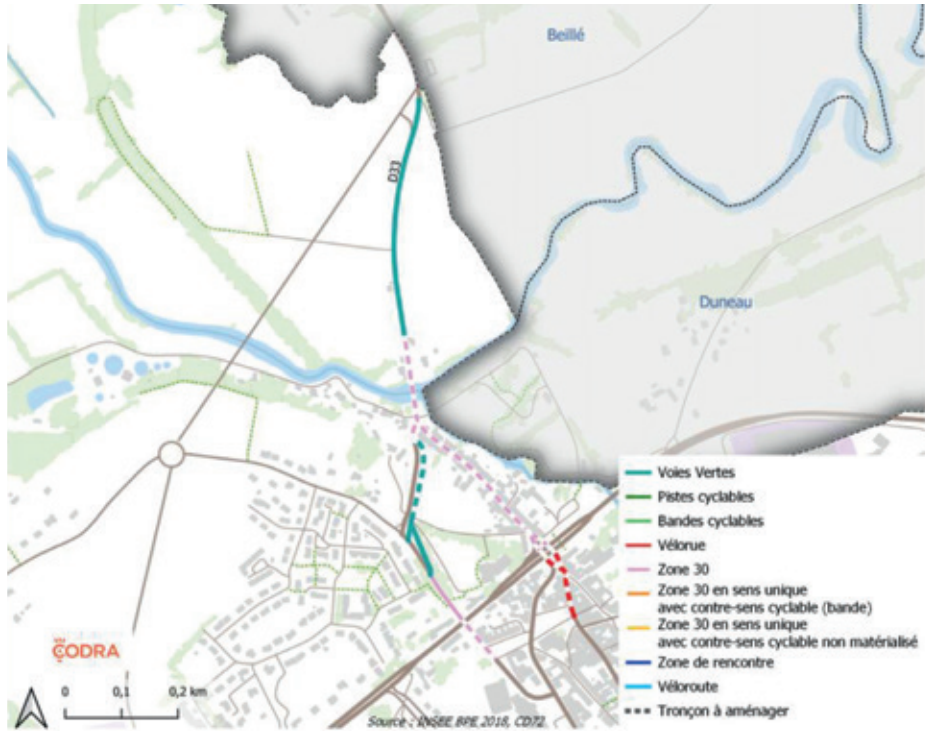 Beillé
D33
Duneau
Voies Vertes
Pistes cyclables
Bandes cyclables
Vélorue
Zone 30
Zone 30 en sens unique
avec contre-sens cyclable (bande)
Zone 30 en sens unique
avec contre-sens cyclable non matérialisé
Zone de rencontre
Véloroute
Tronçon à aménager
CODRA
0 0,1 0,2 km
Source : INSEE BPE 2018, CD72